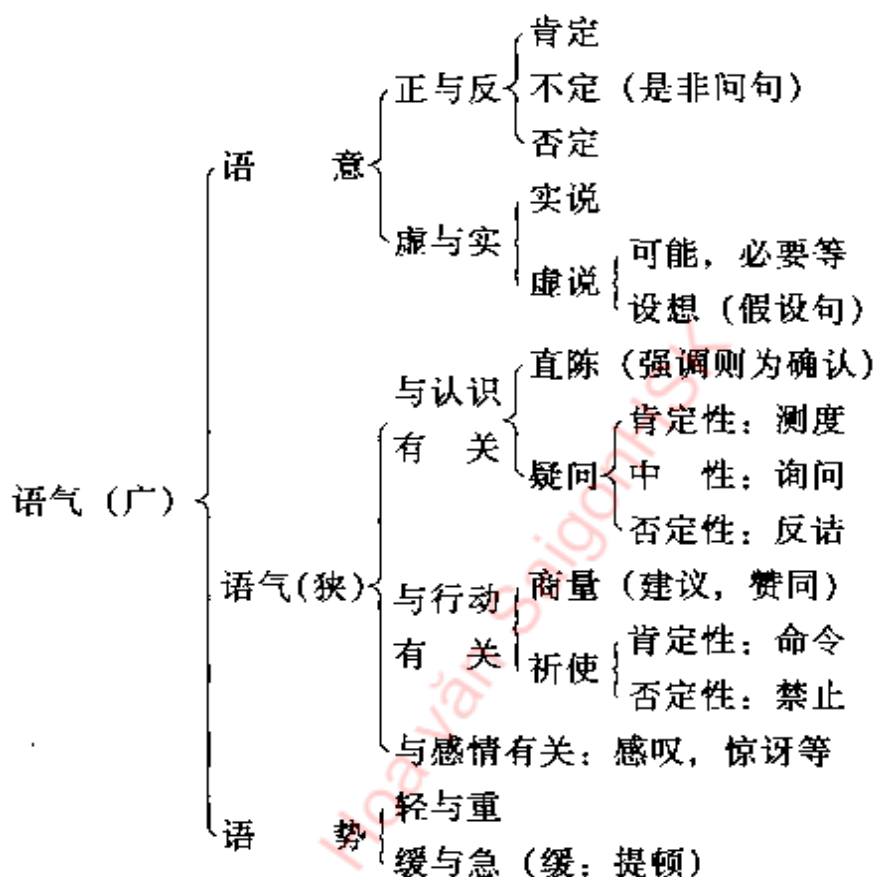 肯定
正与反
不定（是非问句）
否定
语 意
实说
虚与实
虚说
可能，必要等
设想（假设句）
直陈（强调则为确认）
与认识
有 关
肯定性：测度
疑问
中 性：询问
否定性：反诘
语气（广）
语气(狭)
与行动
有 关
商量（建议，赞同）
祈使
肯定性：命令
否定性：禁止
与感情有关：感叹，惊讶等
语 势
轻与重
缓与急（缓：提顿）
Hoa văn SaigonHSK